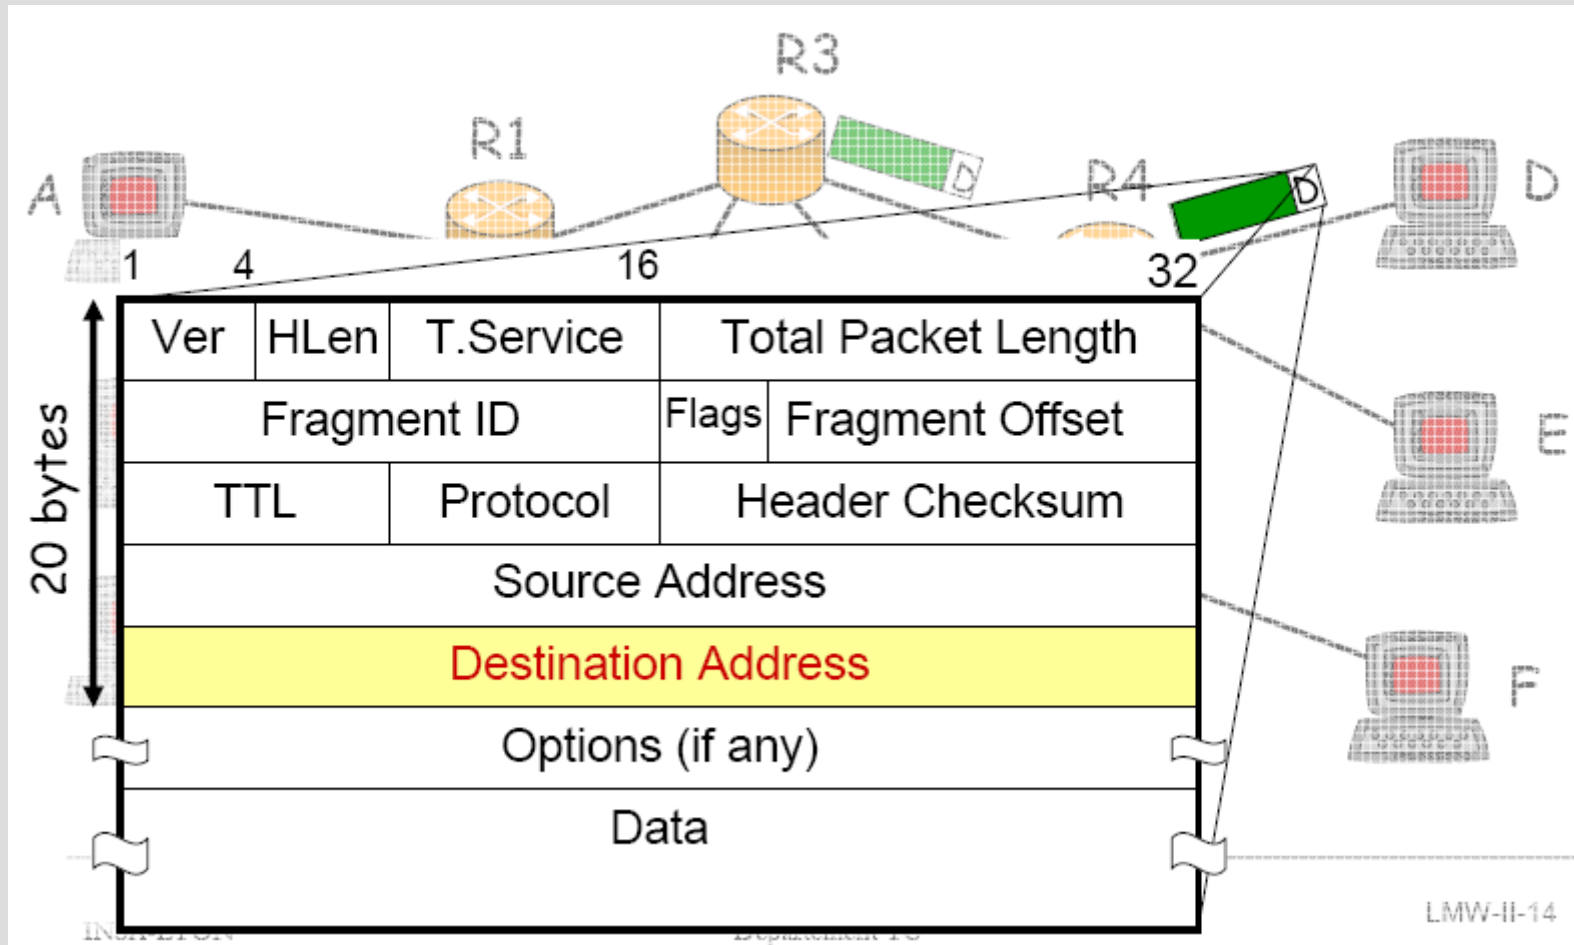 R3
R1
A
R4
D
D
D
1 4 16 32
Ver HLen T.Service Total Packet Length
Fragment ID Flags Fragment Offset
E
20 bytes
TTL Protocol Header Checksum
Source Address
Destination Address
F
Options (if any)
Data
LMW-II-14